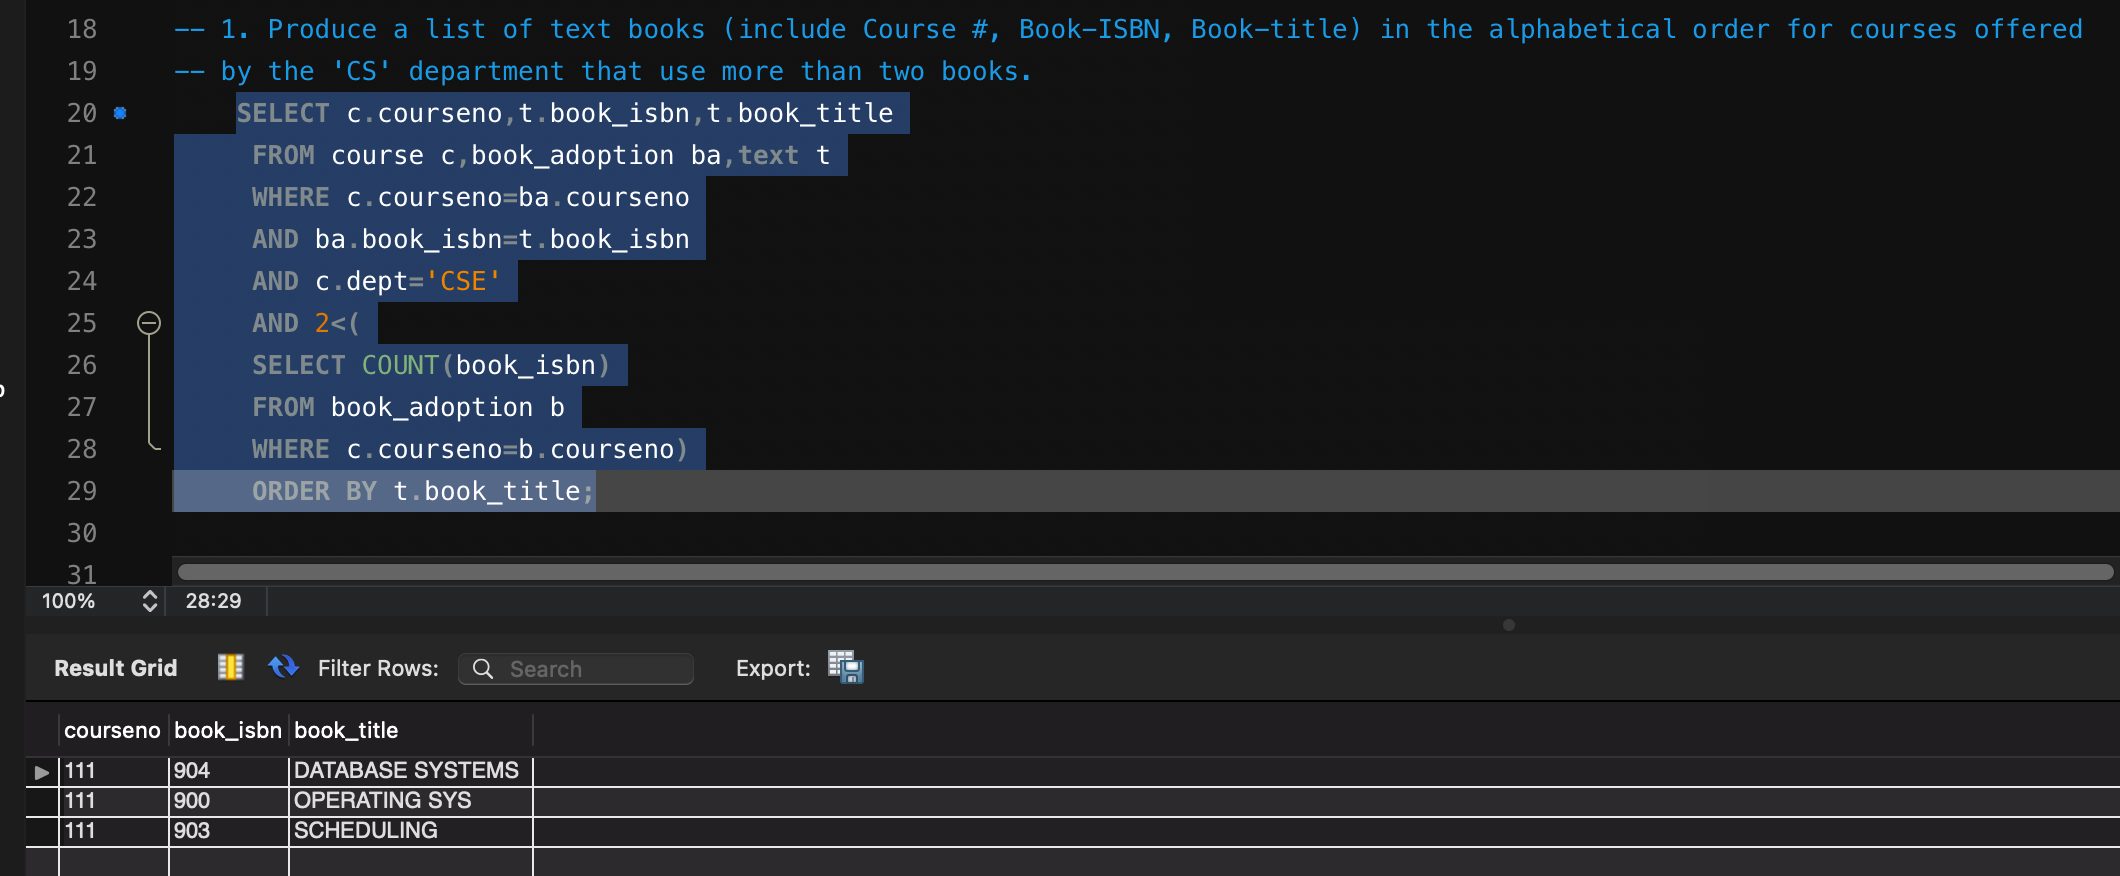 18 -- 1. Produce a list of text books (include Course #, Book-ISBN, Book-title) in the alphabetical order for courses offered
19 -- by the 'CS' department that use more than two books.
20 SELECT c.courseno,t.book_isbn,t.book_title
21 FROM course c,book_adoption ba,text t
22 WHERE c.courseno=ba.courseno
23 AND ba.book_isbn=t.book_isbn
24 AND c.dept='CSE'
25 AND 2<(
26 SELECT COUNT(book_isbn)
27 FROM book_adoption b
28 WHERE c.courseno=b.courseno)
29 ORDER BY t.book_title;
30
31
100% 28:29
Result Grid Filter Rows: Search Export:
courseno book_isbn book_title
111 904 DATABASE SYSTEMS
111 900 OPERATING SYS
111 903 SCHEDULING